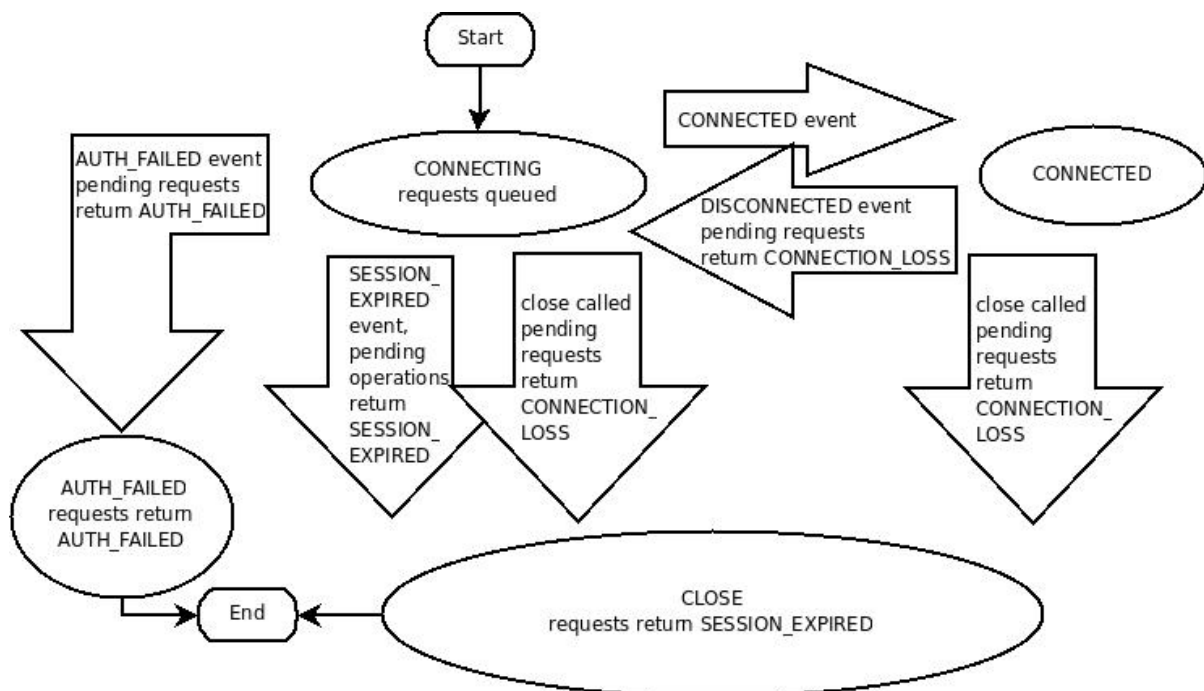 Start
CONNECTED event
AUTH_FAILED event
pending requests
return AUTH_FAILED
CONNECTING
requests queued
CONNECTED
DISCONNECTED event
pending requests
return CONNECTION_LOSS
SESSION_
EXPIRED
event,
pending
operations
return
SESSION_
EXPIRED
close called
pending
requests
return
CONNECTION_
LOSS
close called
pending
requests
return
CONNECTION_
LOSS
AUTH_FAILED
requests return
AUTH_FAILED
End
CLOSE
requests return SESSION_EXPIRED